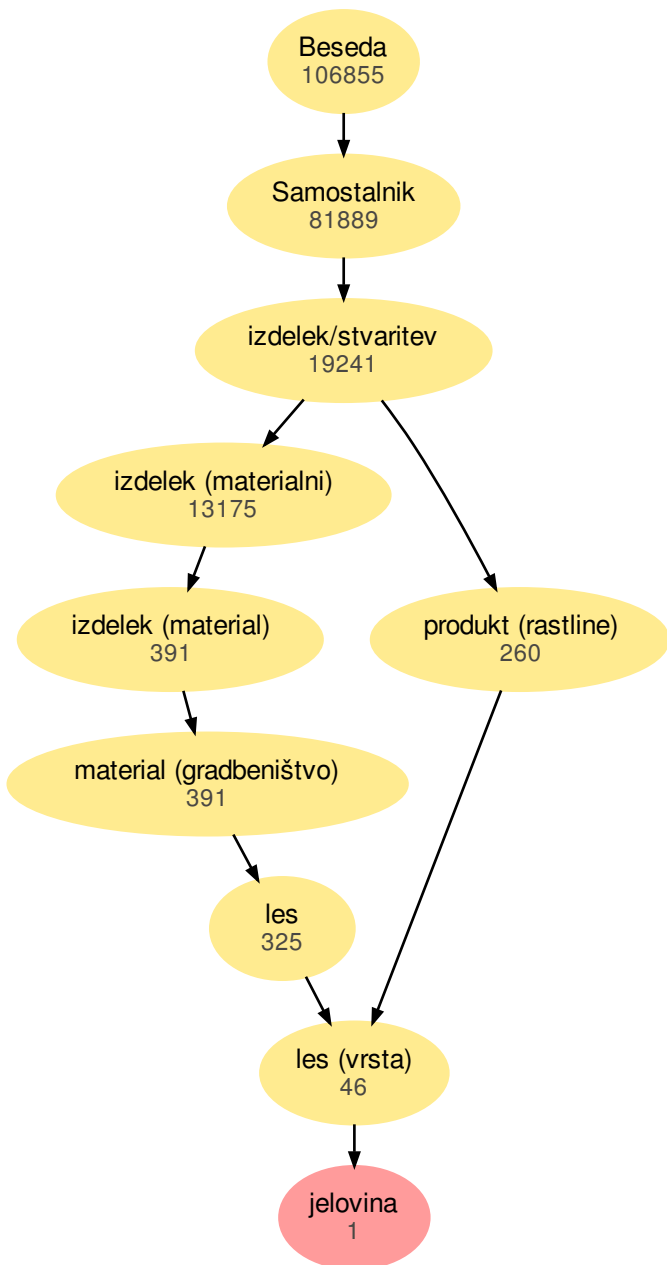 Beseda
106855
Samostalnik
81889
izdelek/stvaritev
19241
izdelek (materialni)
13175
izdelek (material)
391
produkt (rastline)
260
material (gradbeništvo)
391
les
325
les (vrsta)
46
jelovina
1